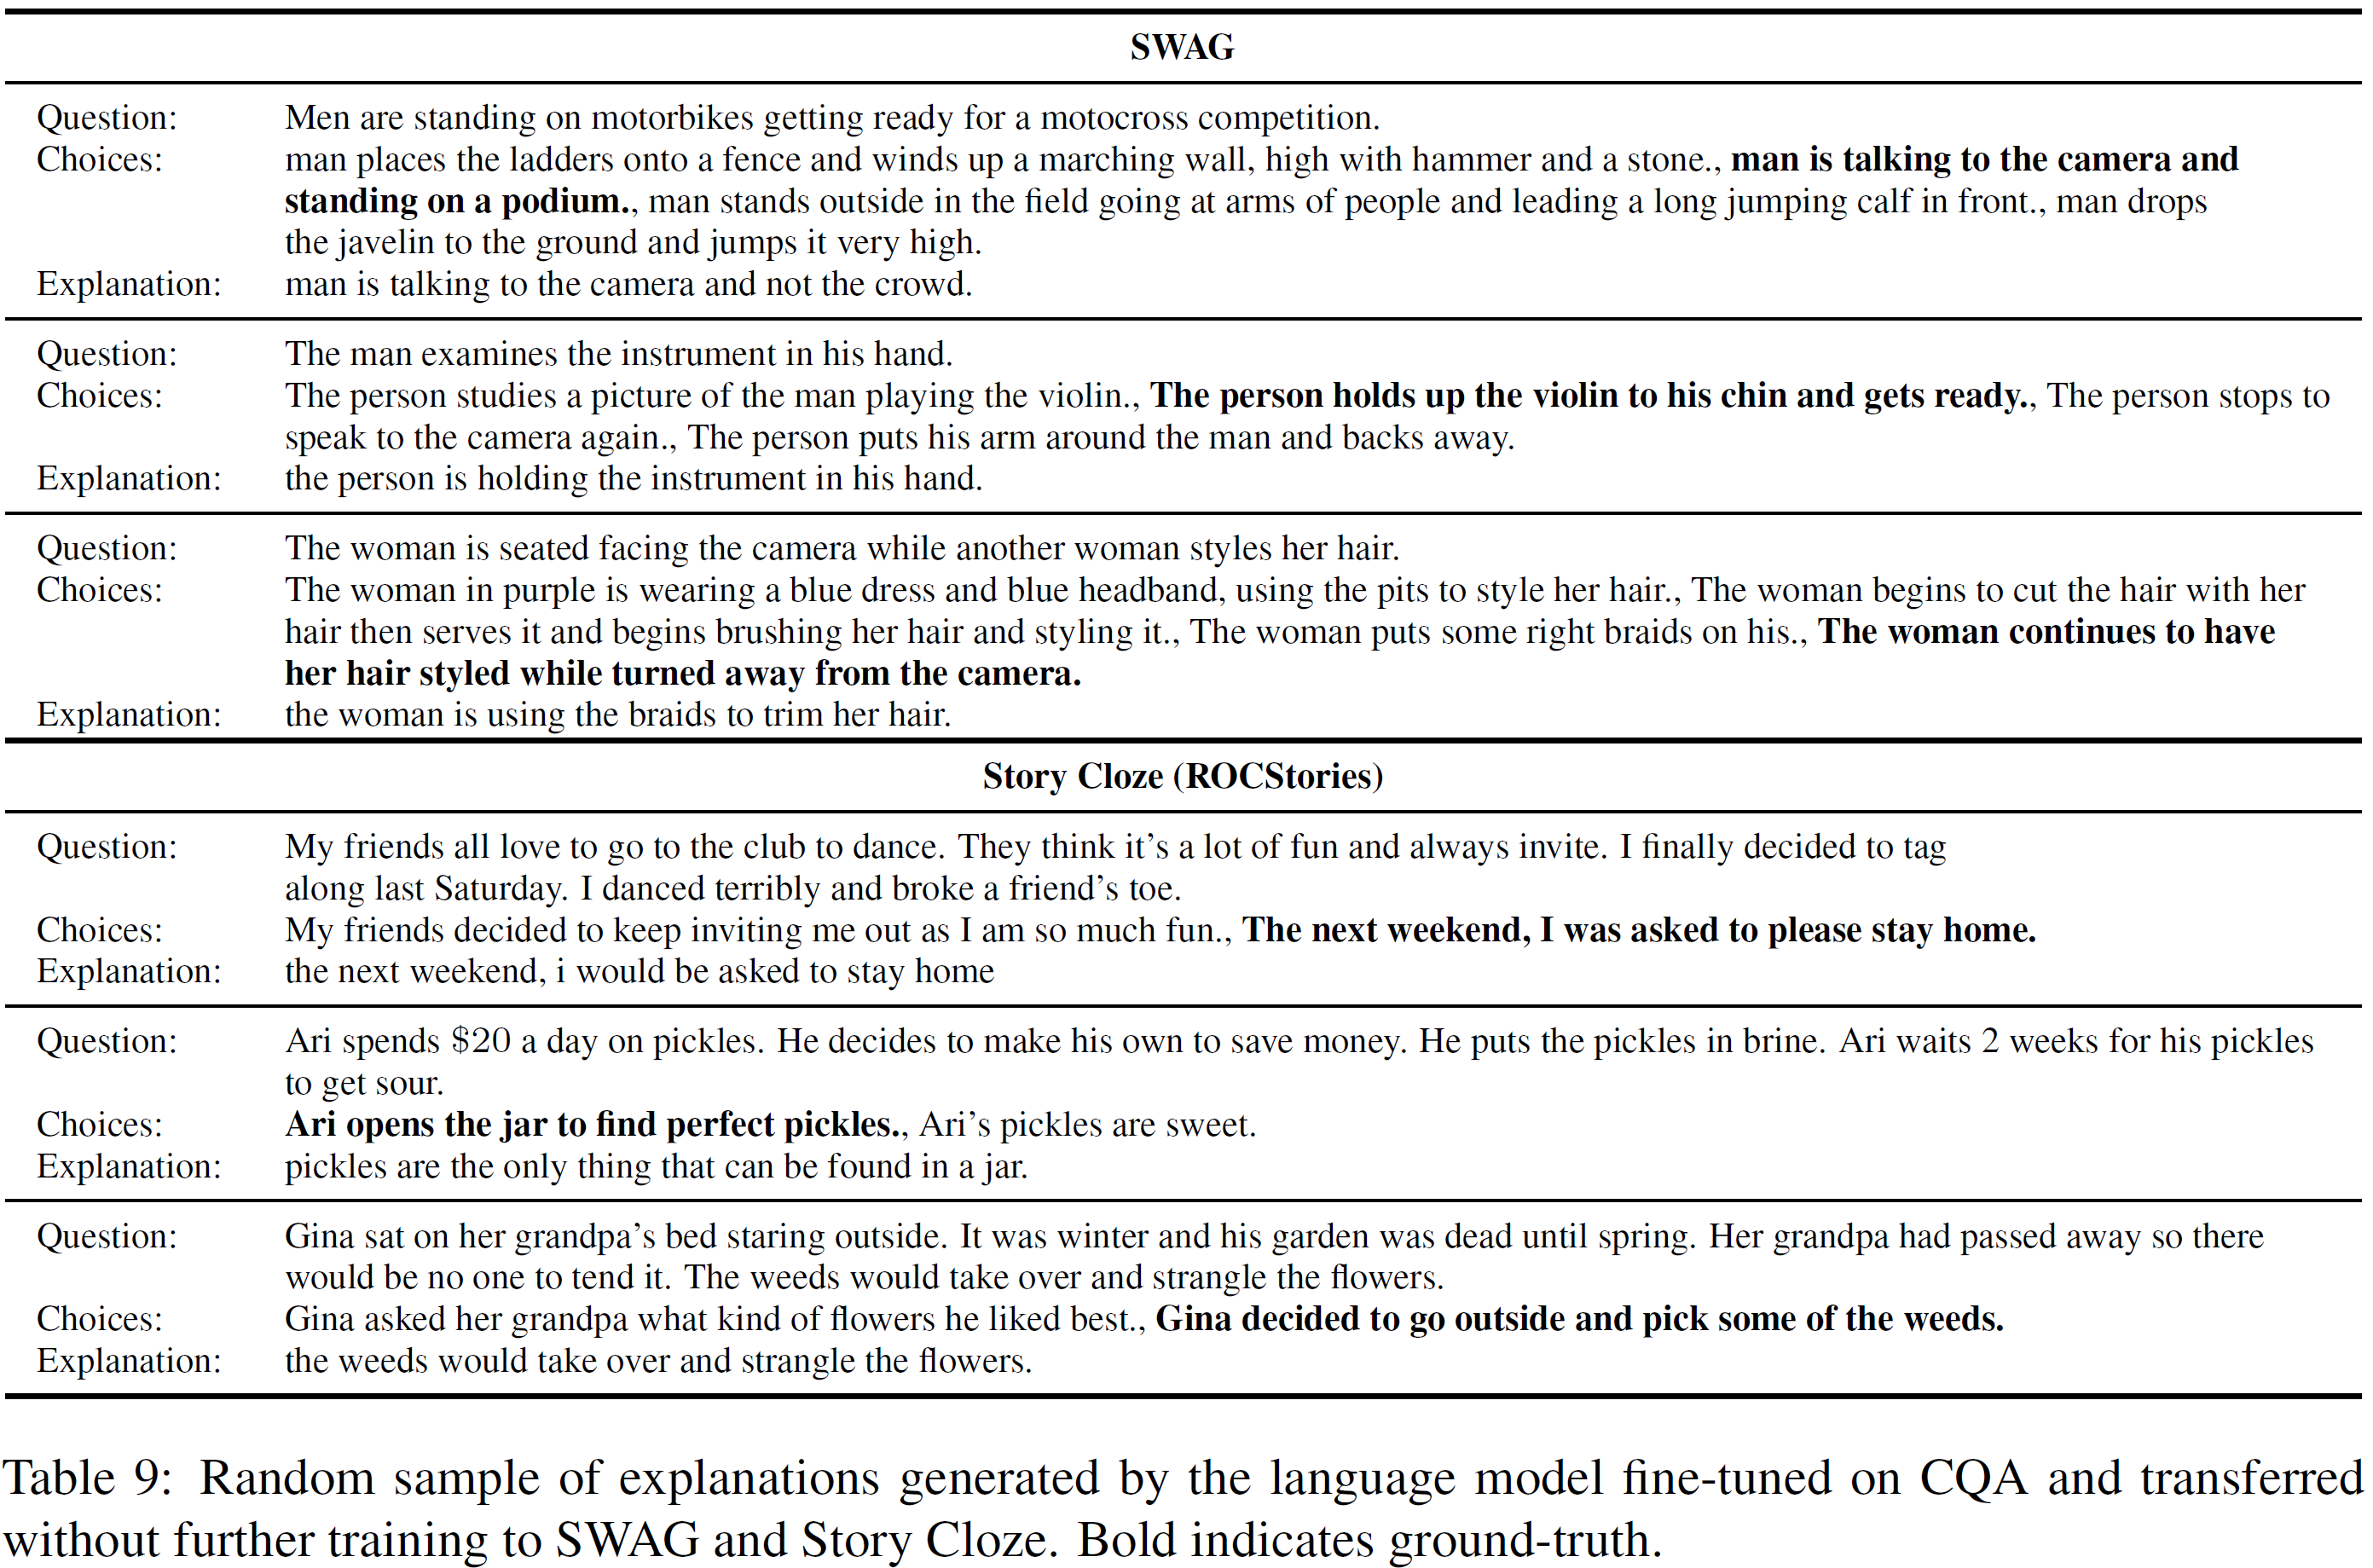 SWAG
Question: Men are standing on motorbikes getting ready for a motocross competition.
Choices: man places the ladders onto a fence and winds up a marching wall, high with hammer and a stone., man is talking to the camera and
standing on a podium., man stands outside in the field going at arms of people and leading a long jumping calf in front., man drops
the javelin to the ground and jumps it very high.
Explanation: man is talking to the camera and not the crowd.
Question: The man examines the instrument in his hand.
Choices: The person studies a picture of the man playing the violin., The person holds up the violin to his chin and gets ready., The person stops to
speak to the camera again., The person puts his arm around the man and backs away.
Explanation: the person is holding the instrument in his hand.
Question: The woman is seated facing the camera while another woman styles her hair.
Choices: The woman in purple is wearing a blue dress and blue headband, using the pits to style her hair., The woman begins to cut the hair with her
hair then serves it and begins brushing her hair and styling it., The woman puts some right braids on his., The woman continues to have
her hair styled while turned away from the camera.
Explanation: the woman is using the braids to trim her hair.
Story Cloze (ROCStories)
Question: My friends all love to go to the club to dance. They think it's a lot of fun and always invite. I finally decided to tag
along last Saturday. I danced terribly and broke a friend's toe.
Choices: My friends decided to keep inviting me out as I am so much fun., The next weekend, I was asked to please stay home.
Explanation: the next weekend, i would be asked to stay home
Question: Ari spends $20 a day on pickles. He decides to make his own to save money. He puts the pickles in brine. Ari waits 2 weeks for his pickles
to get sour.
Choices: Ari opens the jar to find perfect pickles., Ari's pickles are sweet.
Explanation: pickles are the only thing that can be found in a jar.
Question: Gina sat on her grandpa's bed staring outside. It was winter and his garden was dead until spring. Her grandpa had passed away so there
would be no one to tend it. The weeds would take over and strangle the flowers.
Choices: Gina asked her grandpa what kind of flowers he liked best., Gina decided to go outside and pick some of the weeds.
Explanation: the weeds would take over and strangle the flowers.
Table 9: Random sample of explanations generated by the language model fine-tuned on CQA and transferred
without further training to SWAG and Story Cloze. Bold indicates ground-truth.